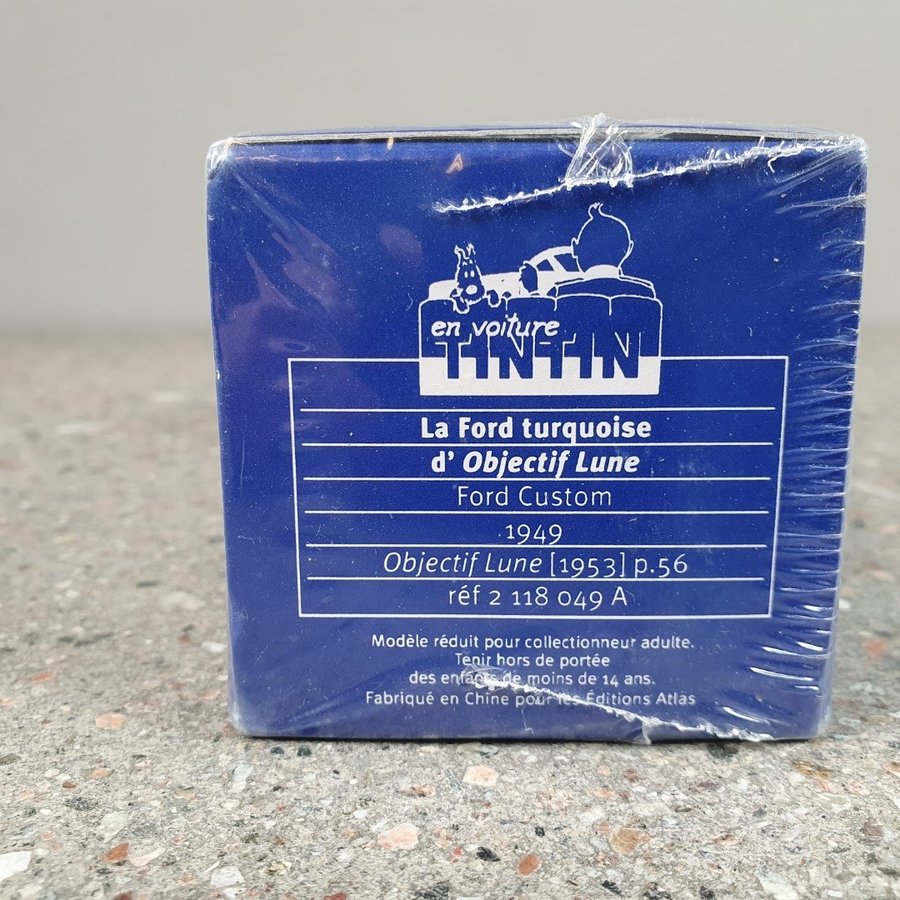 en voiture
TINTIN
La Ford turquoise
d' Objectif Lune
Ford Custom
1949
Objectif Lune [1953] p.56
réf 2 118 049 A
Modèle réduit pour collectionneur adulte.
Tenir hors de portée
des enfants de moins de 14 ans.
Fabriqué en Chine pour les Éditions Atlas